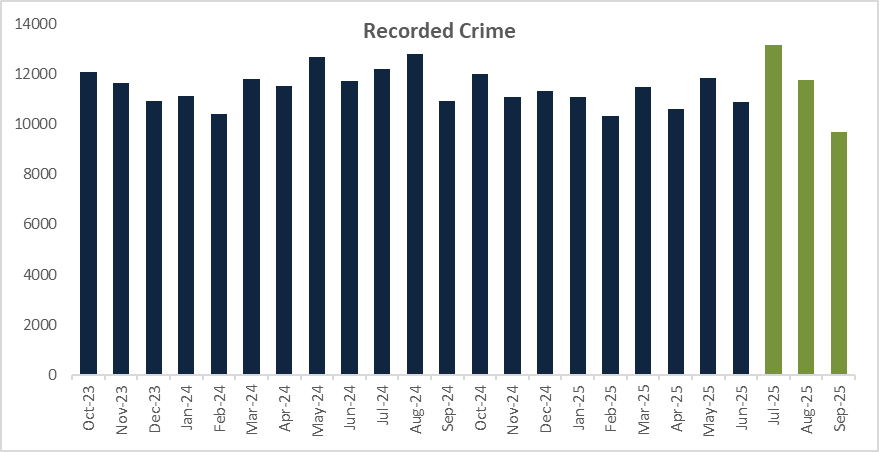 Recorded Crime
14000
12000
10000
8000
6000
4000
2000
0
Oct-23
Nov-23
Dec-23
Jan-24
Feb-24
Mar-24
Apr-24
May-24
Jun-24
Jul-24
Aug-24
Sep-24
Oct-24
Nov-24
Dec-24
Jan-25
Feb-25
Mar-25
Apr-25
May-25
Jun-25
Jul-25
Aug-25
Sep-25